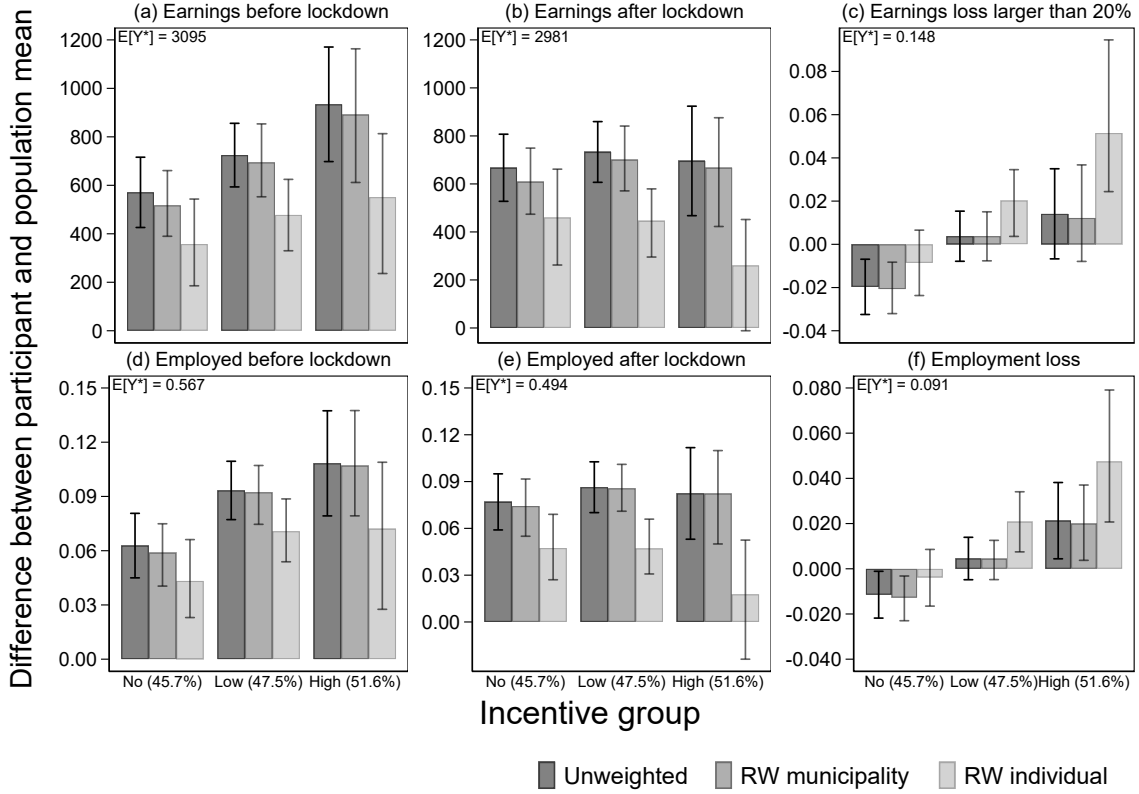 (a) Earnings before lockdown
(b) Earnings after lockdown
(c) Earnings loss larger than 20%
E[Y*] = 3095
E[Y*] = 2981
E[Y*] = 0.148
1200
1000
800
600
400
200
0
1200
1000
800
600
400
200
0
0.08
0.06
0.04
0.02
0.00
-0.02
-0.04
Difference between participant and population mean
(d) Employed before lockdown
(e) Employed after lockdown
(f) Employment loss
E[Y*] = 0.567
E[Y*] = 0.494
E[Y*] = 0.091
0.15
0.12
0.09
0.06
0.03
0.00
0.15
0.12
0.09
0.06
0.03
0.00
0.080
0.060
0.040
0.020
0.000
-0.020
-0.040
No (45.7%) Low (47.5%) High (51.6%)
No (45.7%) Low (47.5%) High (51.6%)
No (45.7%) Low (47.5%) High (51.6%)
Incentive group
Unweighted RW municipality RW individual